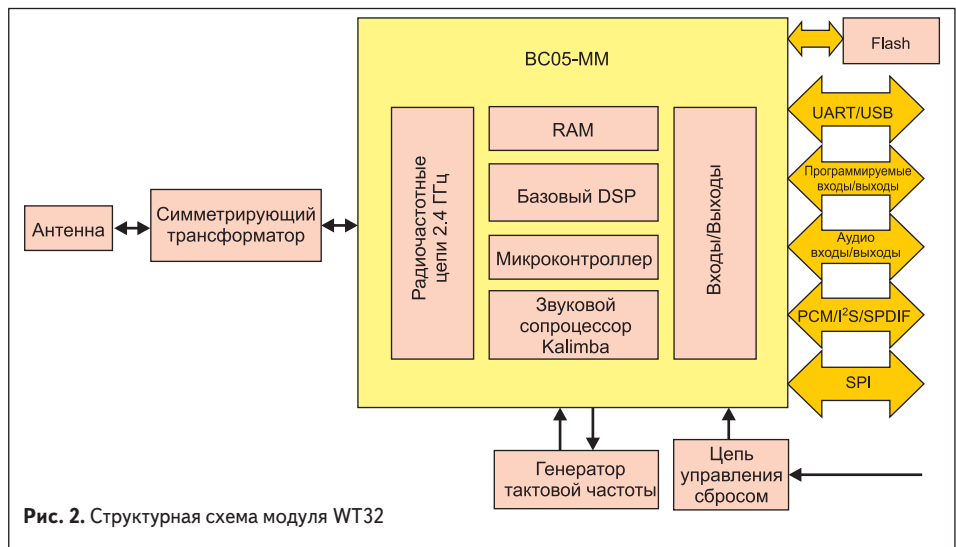 BC05-MM
Flash
RAM
Базовый DSP
Микроконтроллер
Звуковой
сопроцессор
Kalimba
Радиочастотные
цепи 2.4 ГГц
Входы/Выходы
Антенна
Симметрирующий
трансформатор
UART/USB
Программируемые
входы/выходы
Аудио
входы/выходы
PCM/I²S/SPDIF
SPI
Генератор
тактовой частоты
Цепь
управления
сбросом
Рис. 2. Структурная схема модуля WT32